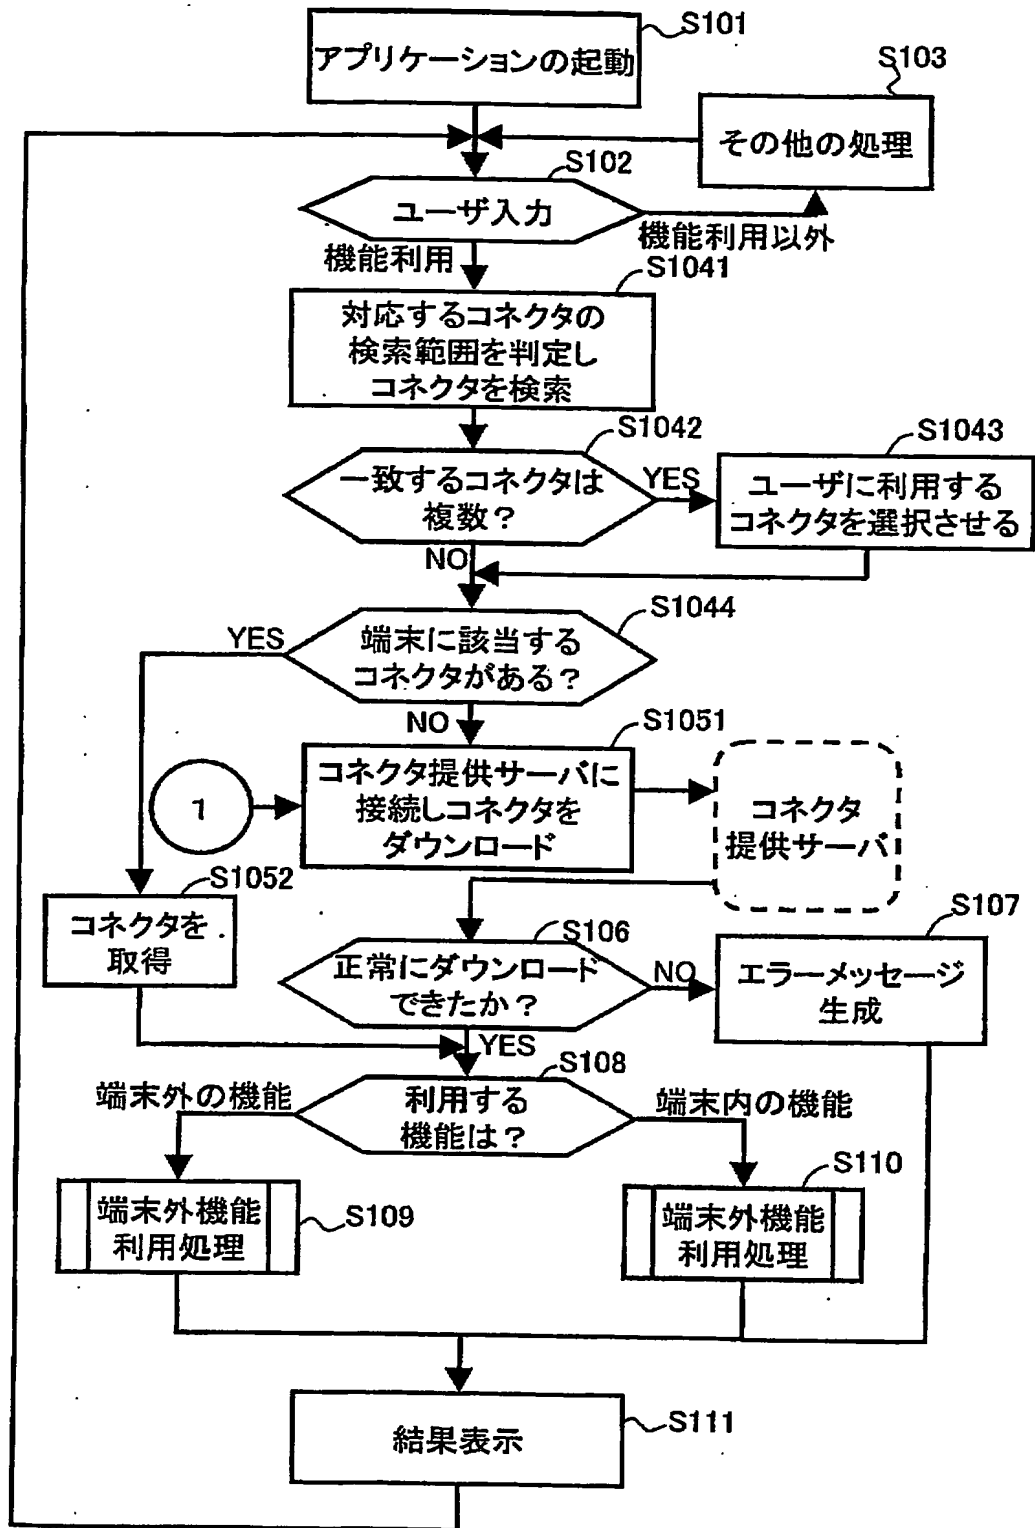 S101
アプリケーションの起動
S103
その他の処理
S102
ユーザ入力
機能利用以外
機能利用
S1041
対応するコネクタの
検索範囲を判定し
コネクタを検索
S1042
一致するコネクタは
複数?
YES
S1043
ユーザに利用する
コネクタを選択させる
NO
S1044
端末に該当する
コネクタがある?
YES
NO
S1051
コネクタ提供サーバに
接続しコネクタを
ダウンロード
1
コネクタ
提供サーバ
S1052
コネクタを
取得
S106
正常にダウンロード
できたか?
NO
S107
エラーメッセージ
生成
YES
S108
利用する
機能は?
端末外の機能
端末内の機能
S109
端末外機能
利用処理
S110
端末外機能
利用処理
S111
結果表示